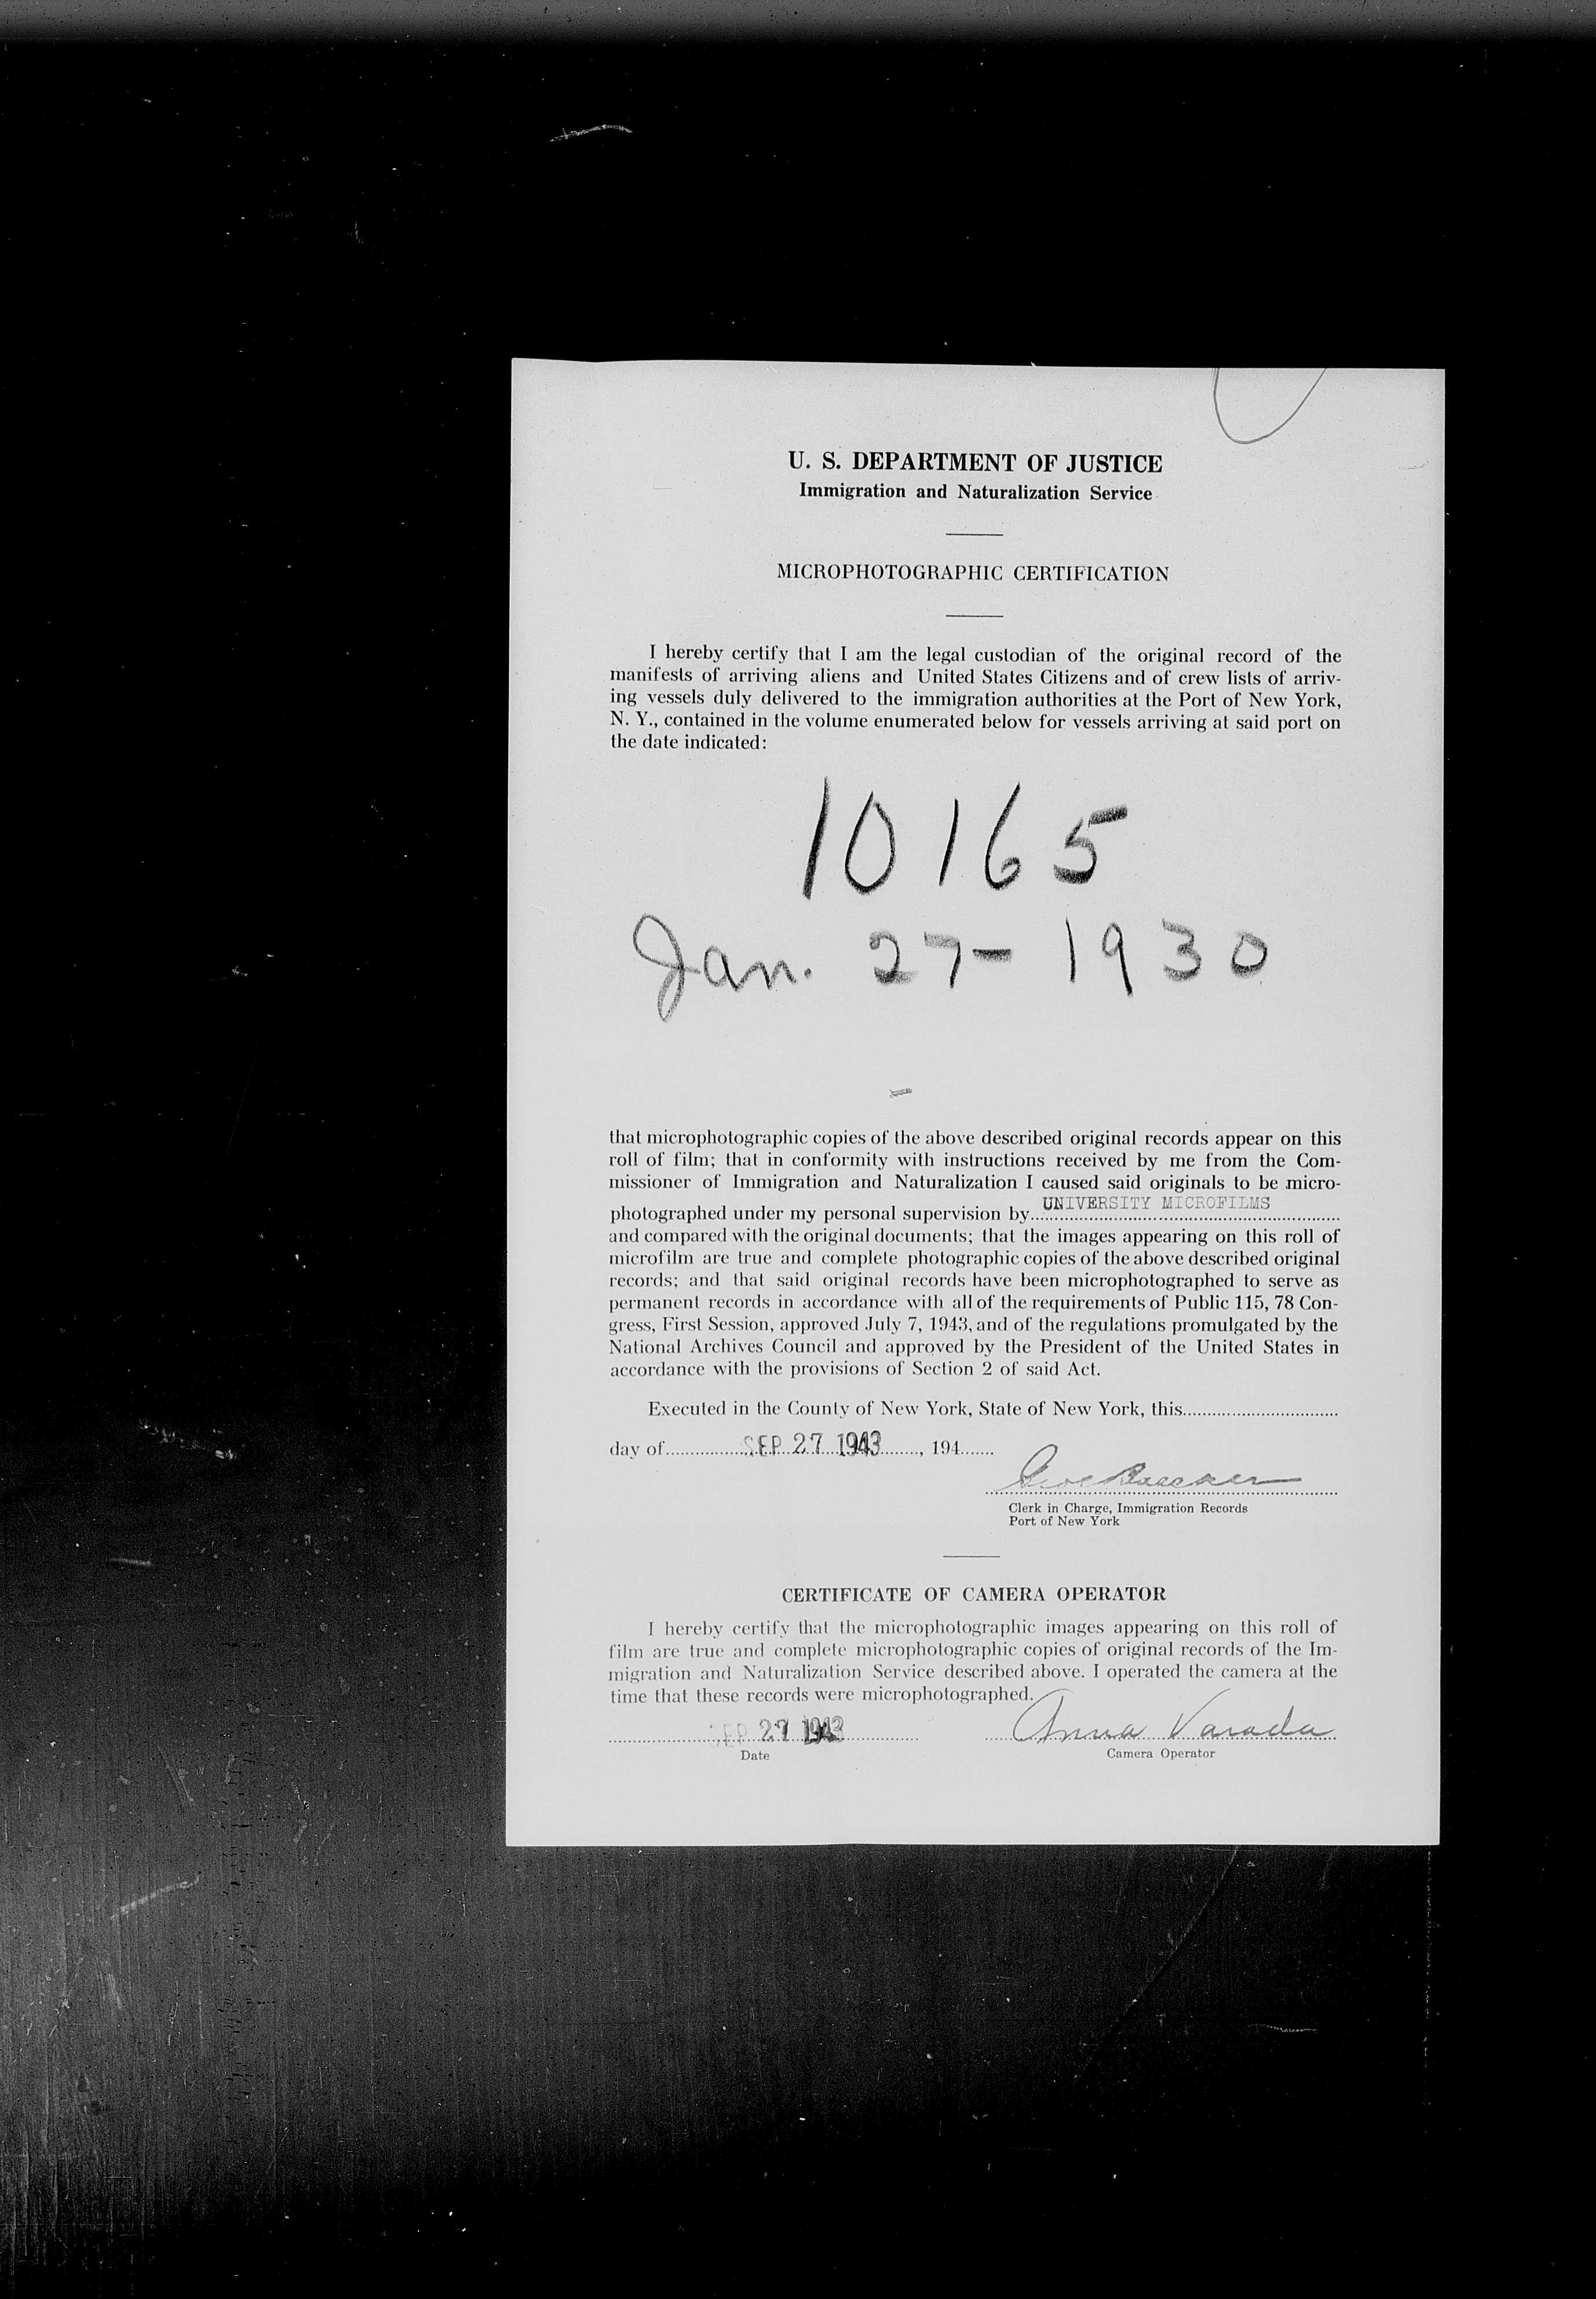 U. S. DEPARTMENT OF JUSTICE
Immigration and Naturalization Service
MICROPHOTOGRAPHIC CERTIFICATION
I hereby certify that I am the legal custodian of the original record of the
manifests of arriving aliens and United States Citizens and of crew lists of arriv-
ing vessels duly delivered to the immigration authorities at the Port of New York,
N. Y., contained in the volume enumerated below for vessels arriving at said port on
the date indicated:
10165
Jan. 27- 1930
that microphotographic copies of the above described original records appear on this
roll of film; that in conformity with instructions received by me from the Com-
missioner of Immigration and Naturalization I caused said originals to be micro-
photographed under my personal supervision by UNIVERSITY MICROFILMS
and compared with the original documents; that the images appearing on this roll of
microfilm are true and complete photographic copies of the above described original
records; and that said original records have been microphotographed to serve as
permanent records in accordance with all of the requirements of Public 115, 78 Con-
gress, First Session, approved July 7, 1943, and of the regulations promulgated by the
National Archives Council and approved by the President of the United States in
accordance with the provisions of Section 2 of said Act.
Executed in the County of New York, State of New York, this
day of SEP 27 1943, 194
Clerk in Charge, Immigration Records
Port of New York
CERTIFICATE OF CAMERA OPERATOR
I hereby certify that the microphotographic images appearing on this roll of
film are true and complete microphotographic copies of original records of the Im-
migration and Naturalization Service described above. I operated the camera at the
time that these records were microphotographed.
SEP 27 1943 Anna Varada
Date Camera Operator